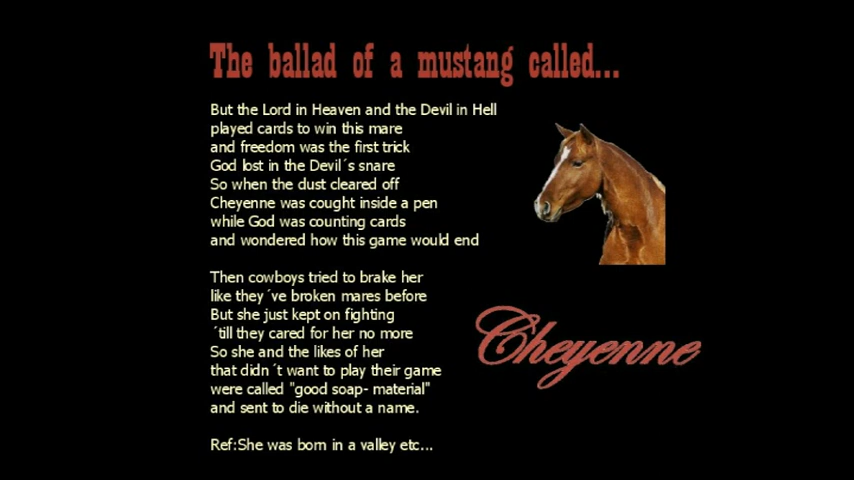 The ballad of a mustang called...
But the Lord in Heaven and the Devil in Hell
played cards to win this mare
and freedom was the first trick
God lost in the Devil´s snare
So when the dust cleared off
Cheyenne was cought inside a pen
while God was counting cards
and wondered how this game would end

Then cowboys tried to brake her
like they´ve broken mares before
But she just kept on fighting
´till they cared for her no more
So she and the likes of her
that didn´t want to play their game
were called "good soap- material"
and sent to die without a name.

Ref:She was born in a valley etc...
Cheyenne